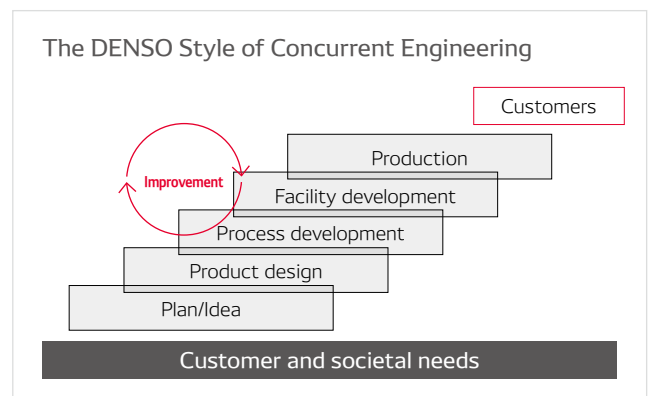 The DENSO Style of Concurrent Engineering
Customers
Production
Improvement
Facility development
Process development
Product design
Plan/Idea
Customer and societal needs